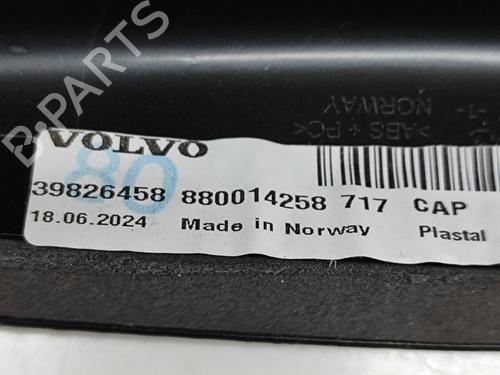 B-PARTS
>ABS + PC<
NORWAY
VOLVO
80
39826458 880014258 717 CAP
18.06.2024 Made in Norway Plastal